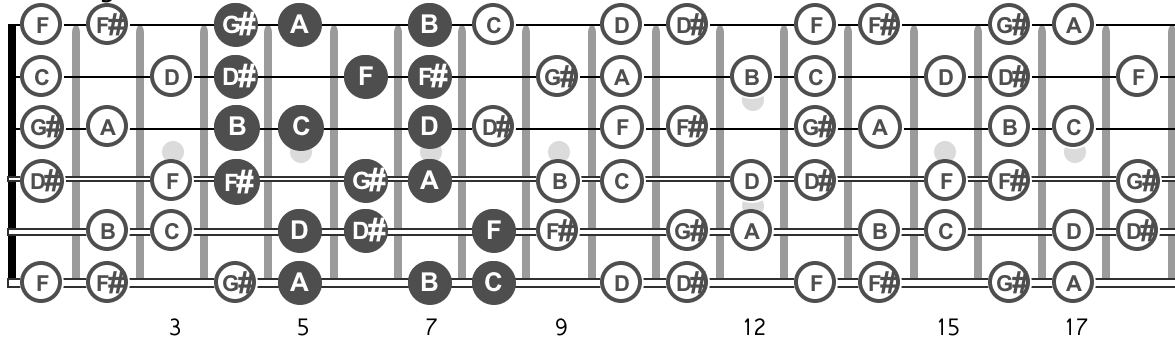 F F# G# A B C D D# F F# G# A
C D D# F F# G# A B C D D# F
G# A B C D D# F F# G# A B C
D# F F# G# A B C D D# F F# G#
B C D D# F F# G# A B C D D#
F F# G# A B C D D# F F# G# A
3 5 7 9 12 15 17